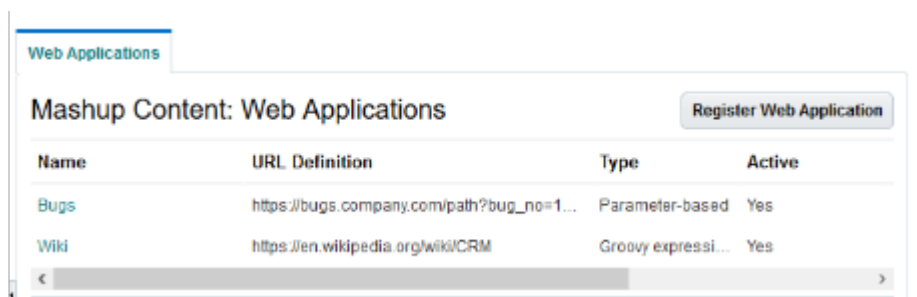 Web Applications
Mashup Content: Web Applications Register Web Application
Name URL Definition Type Active
Bugs https://bugs.company.com/path?bug_no=1... Parameter-based Yes
Wiki https://en.wikipedia.org/wiki/CRM Groovy expressi... Yes